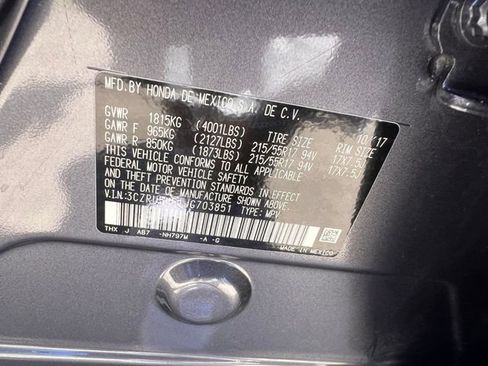 MFD.BY HONDA DE MEXICO,S.A. DE C.V.
10/17
GVWR 1815KG (4001LBS) TIRE SIZE RIM SIZE
GAWR F 965KG (2127LBS) 215/55R17 94V 17X7.5J
GAWR R 850KG (1873LBS) 215/55R17 94V 17X7.5J
THIS VEHICLE CONFORMS TO ALL APPLICABLE
FEDERAL MOTOR VEHICLE SAFETY, BUMPER,
AND THEFT PREVENTION STANDARDS IN EFFECT
ON THE DATE OF MANUFACTURE SHOWN ABOVE.
V.I.N.: TYPE: MPV
THX J AB7 -NH797M -A -G
MADE IN MEXICO